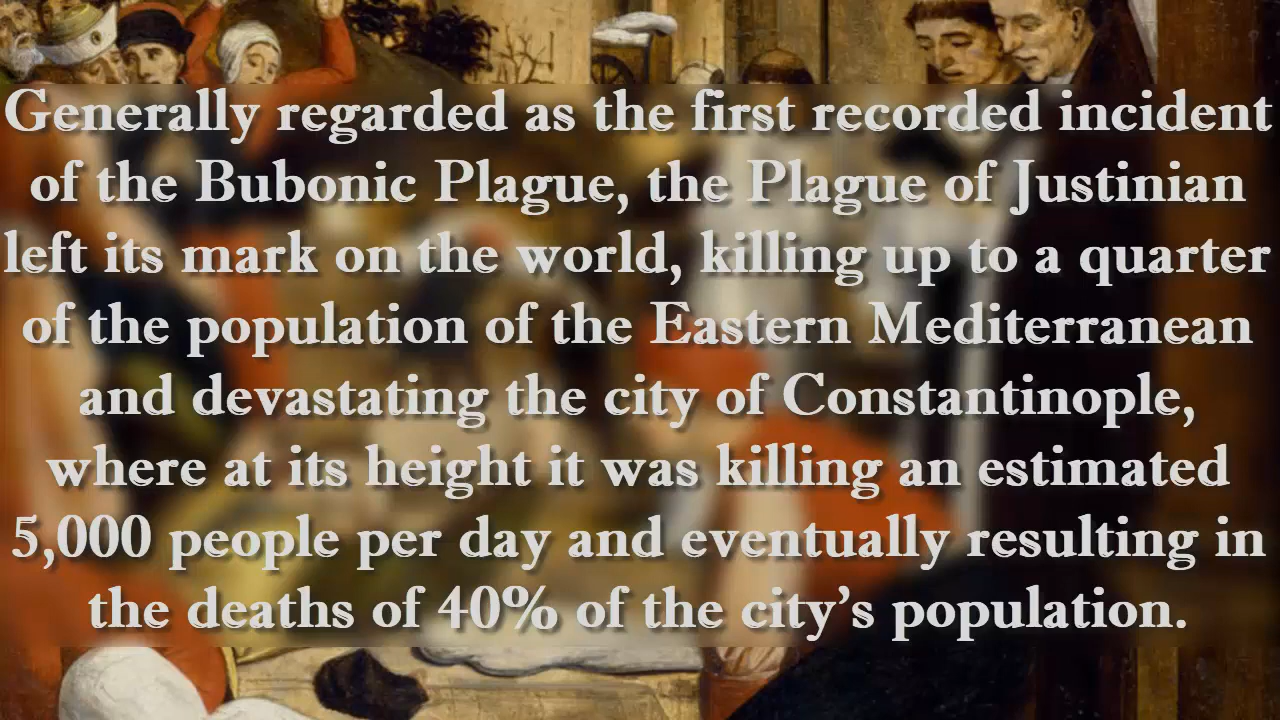 Generally regarded as the first recorded incident
of the Bubonic Plague, the Plague of Justinian
left its mark on the world, killing up to a quarter
of the population of the Eastern Mediterranean
and devastating the city of Constantinople,
where at its height it was killing an estimated
5,000 people per day and eventually resulting in
the deaths of 40% of the city’s population.